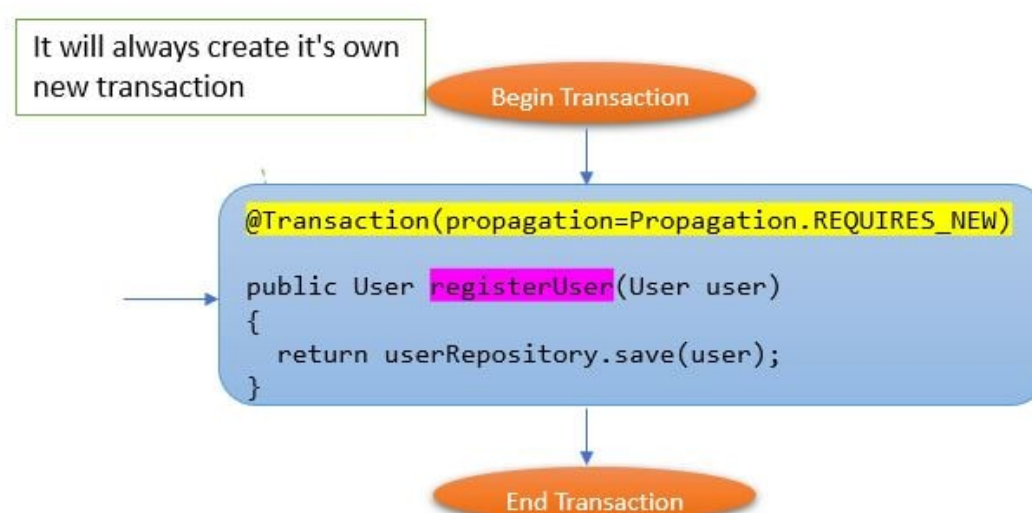 It will always create it's own
new transaction
Begin Transaction
@Transaction(propagation=Propagation.REQUIRES_NEW)
public User registerUser(User user)
{
return userRepository.save(user);
}
End Transaction